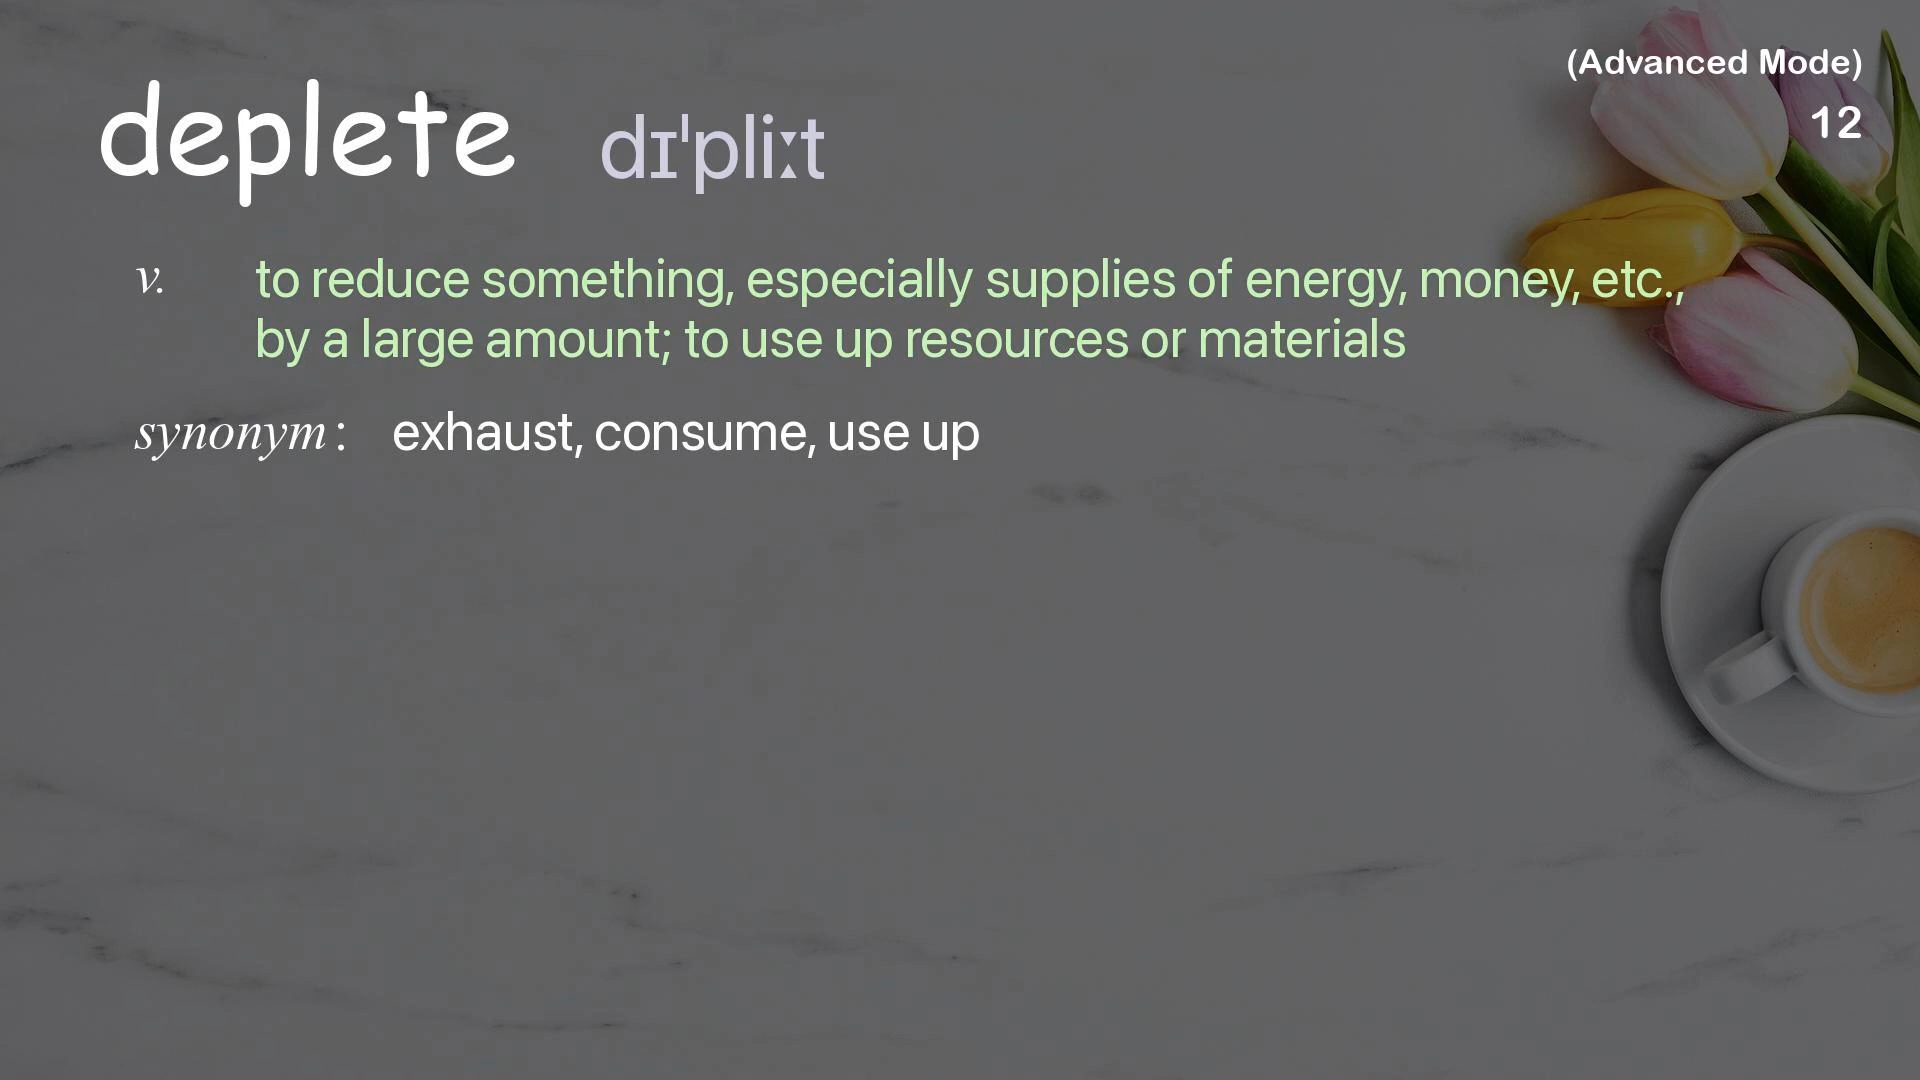 (Advanced Mode)
12
deplete dɪˈpliːt
v. to reduce something, especially supplies of energy, money, etc.,
by a large amount; to use up resources or materials
synonym : exhaust, consume, use up